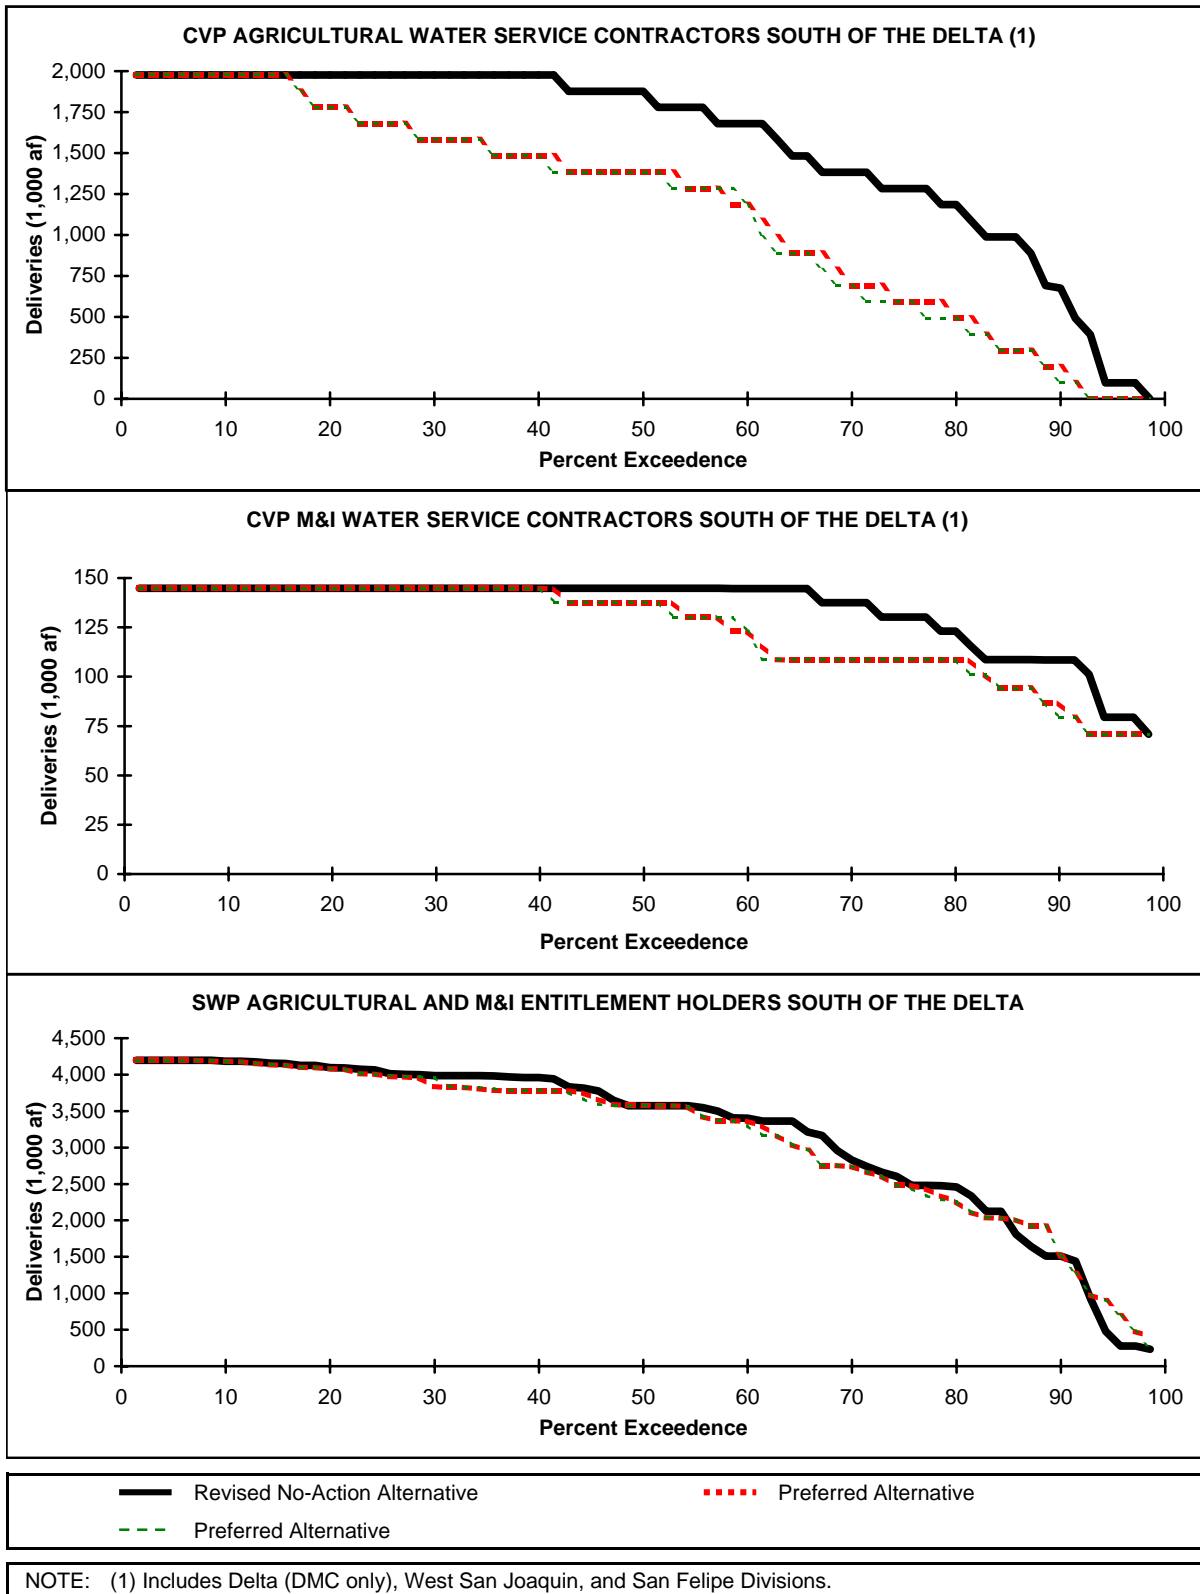 CVP AGRICULTURAL WATER SERVICE CONTRACTORS SOUTH OF THE DELTA (1)
Deliveries (1,000 af)
2,000
1,750
1,500
1,250
1,000
750
500
250
0
0 10 20 30 40 50 60 70 80 90 100
Percent Exceedence
CVP M&I WATER SERVICE CONTRACTORS SOUTH OF THE DELTA (1)
Deliveries (1,000 af)
150
125
100
75
50
25
0
0 10 20 30 40 50 60 70 80 90 100
Percent Exceedence
SWP AGRICULTURAL AND M&I ENTITLEMENT HOLDERS SOUTH OF THE DELTA
Deliveries (1,000 af)
4,500
4,000
3,500
3,000
2,500
2,000
1,500
1,000
500
0
0 10 20 30 40 50 60 70 80 90 100
Percent Exceedence
Revised No-Action Alternative
Preferred Alternative
Preferred Alternative
NOTE: (1) Includes Delta (DMC only), West San Joaquin, and San Felipe Divisions.